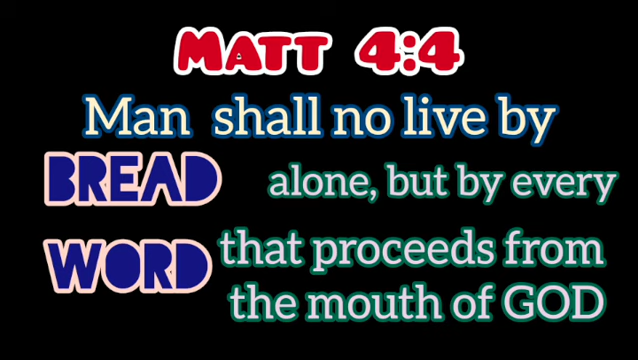 MATT 4:4
Man shall no live by
BREAD alone, but by every
WORD that proceeds from
the mouth of GOD